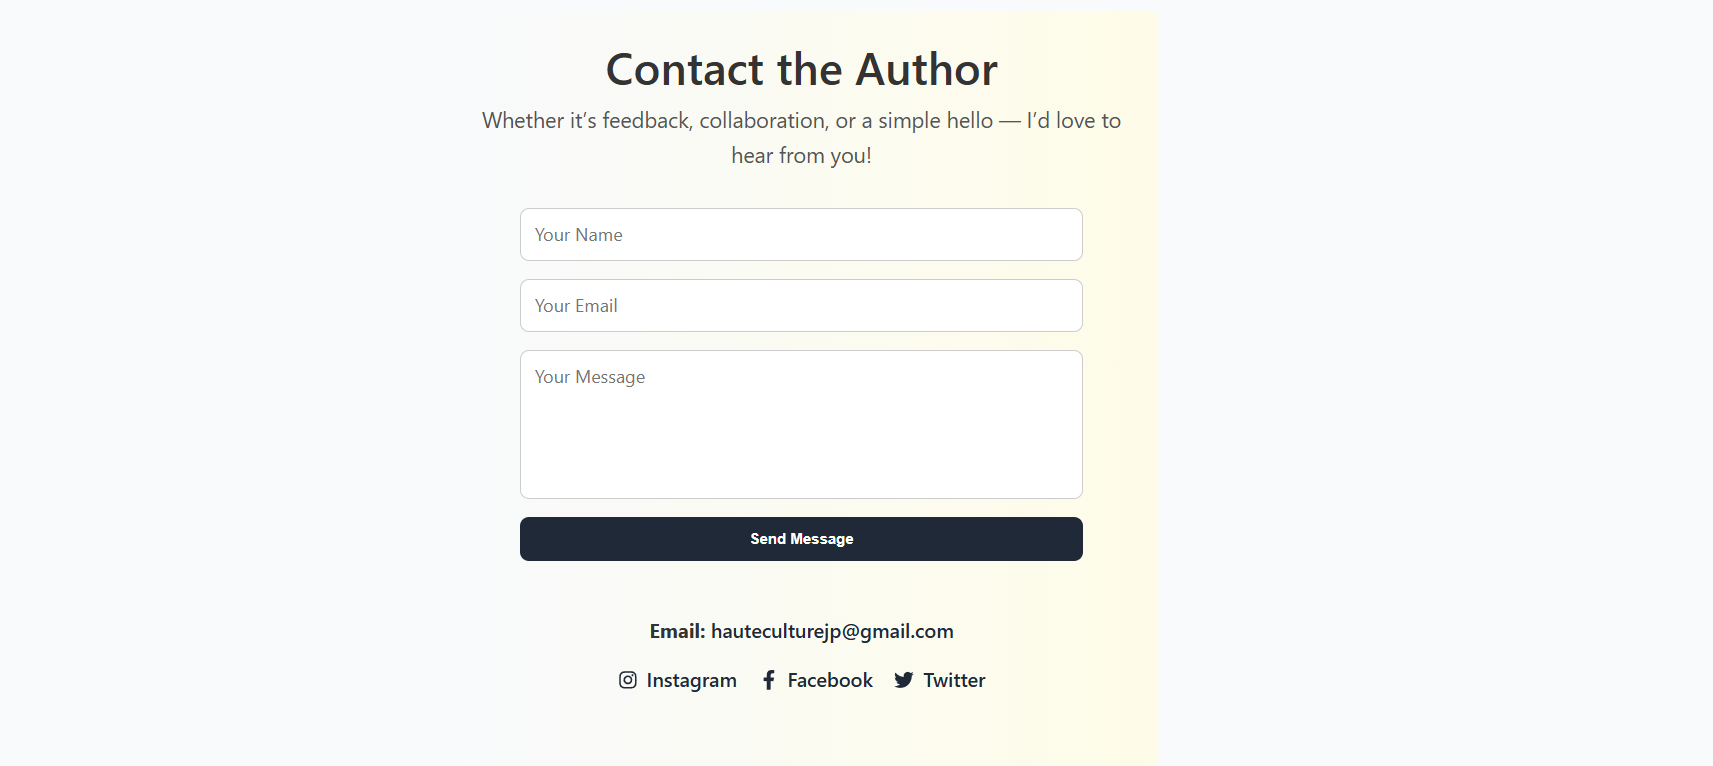 Contact the Author
Whether it’s feedback, collaboration, or a simple hello — I’d love to
hear from you!
Your Name
Your Email
Your Message
Send Message
Email: hauteculturejp@gmail.com
Instagram Facebook Twitter